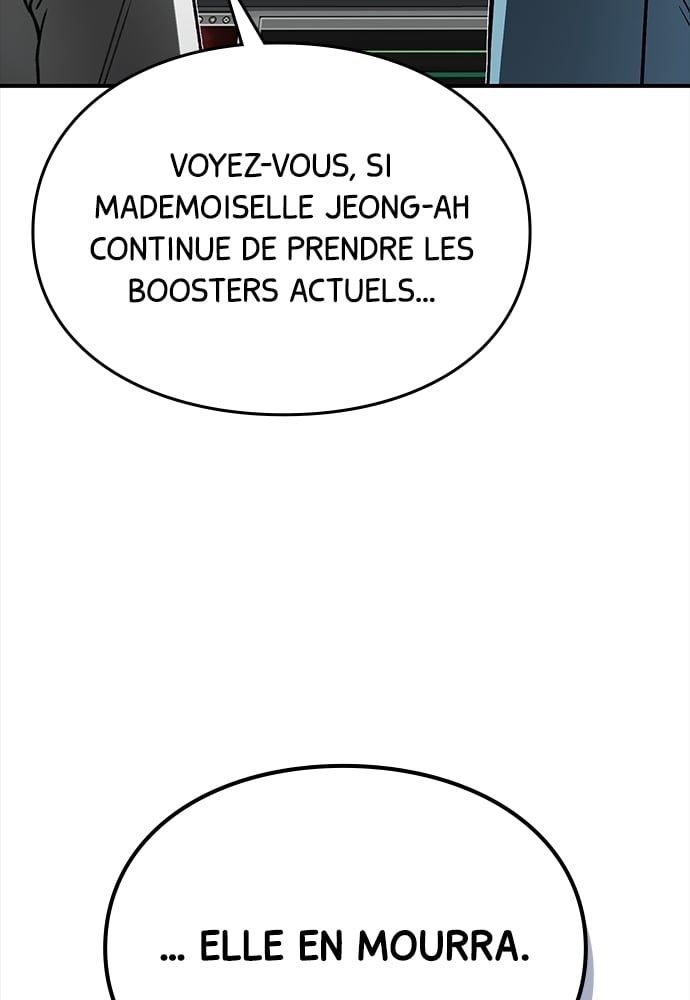 VOYEZ-VOUS, SI
MADEMOISELLE JEONG-AH
CONTINUE DE PRENDRE LES
BOOSTERS ACTUELS...
... ELLE EN MOURRA.